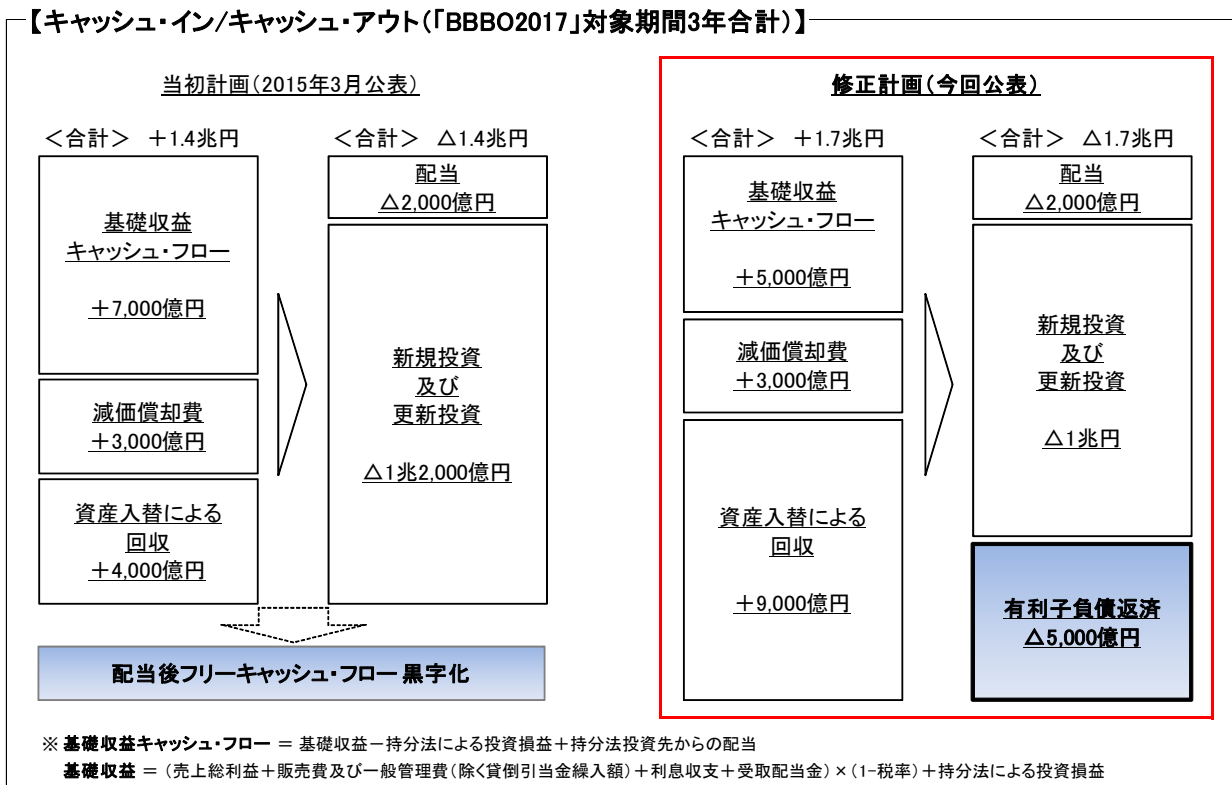 【キャッシュ・イン/キャッシュ・アウト(「BBBO2017」対象期間3年合計)】
当初計画(2015年3月公表)
<合計> +1.4兆円
基礎収益
キャッシュ・フロー
+7,000億円
減価償却費
+3,000億円
資産入替による
回収
+4,000億円
<合計> △1.4兆円
配当
△2,000億円
新規投資
及び
更新投資
△1兆2,000億円
配当後フリーキャッシュ・フロー 黒字化
修正計画(今回公表)
<合計> +1.7兆円
基礎収益
キャッシュ・フロー
+5,000億円
減価償却費
+3,000億円
資産入替による
回収
+9,000億円
<合計> △1.7兆円
配当
△2,000億円
新規投資
及び
更新投資
△1兆円
有利子負債返済
△5,000億円
※ 基礎収益キャッシュ・フロー = 基礎収益-持分法による投資損益+持分法投資先からの配当
基礎収益 = (売上総利益+販売費及び一般管理費(除く貸倒引当金繰入額)+利息収支+受取配当金)×(1-税率)+持分法による投資損益